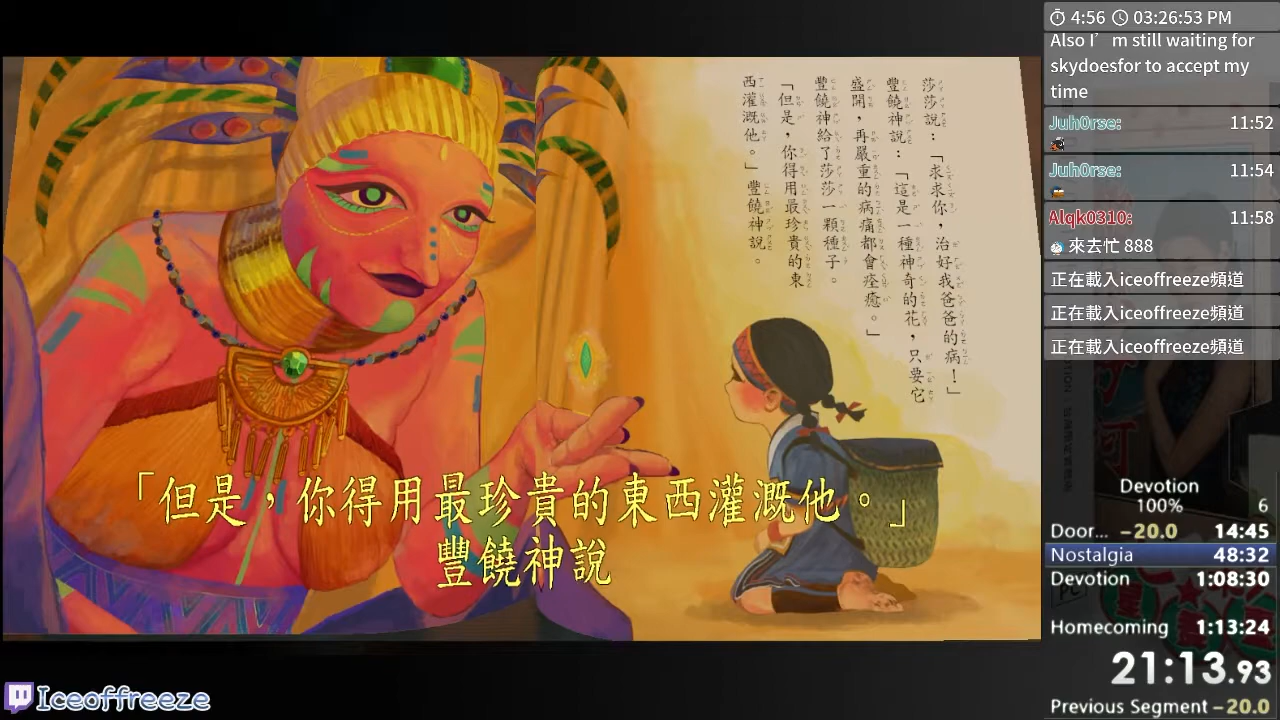 莎莎說：「求求你，治好我爸爸的病！」
豐饒神說：「這是一種神奇的花，只要它
盛開，再嚴重的病痛都會痊癒。」
豐饒神給了莎莎一顆種子。
「但是，你得用最珍貴的東
西灌溉他。」豐饒神說。
「但是，你得用最珍貴的東西灌溉他。」
豐饒神說
Iceoffreeze
4:56 03:26:53 PM
Also I'm still waiting for
skydoesfor to accept my
time
Juh0rse: 11:52
Juh0rse: 11:54
Alqk0310: 11:58
來去忙 888
正在載入iceoffreeze頻道
正在載入iceoffreeze頻道
正在載入iceoffreeze頻道
Devotion
100% 6
Door... −20.0 14:45
Nostalgia 48:32
Devotion 1:08:30
Homecoming 1:13:24
21:13.93
Previous Segment −20.0